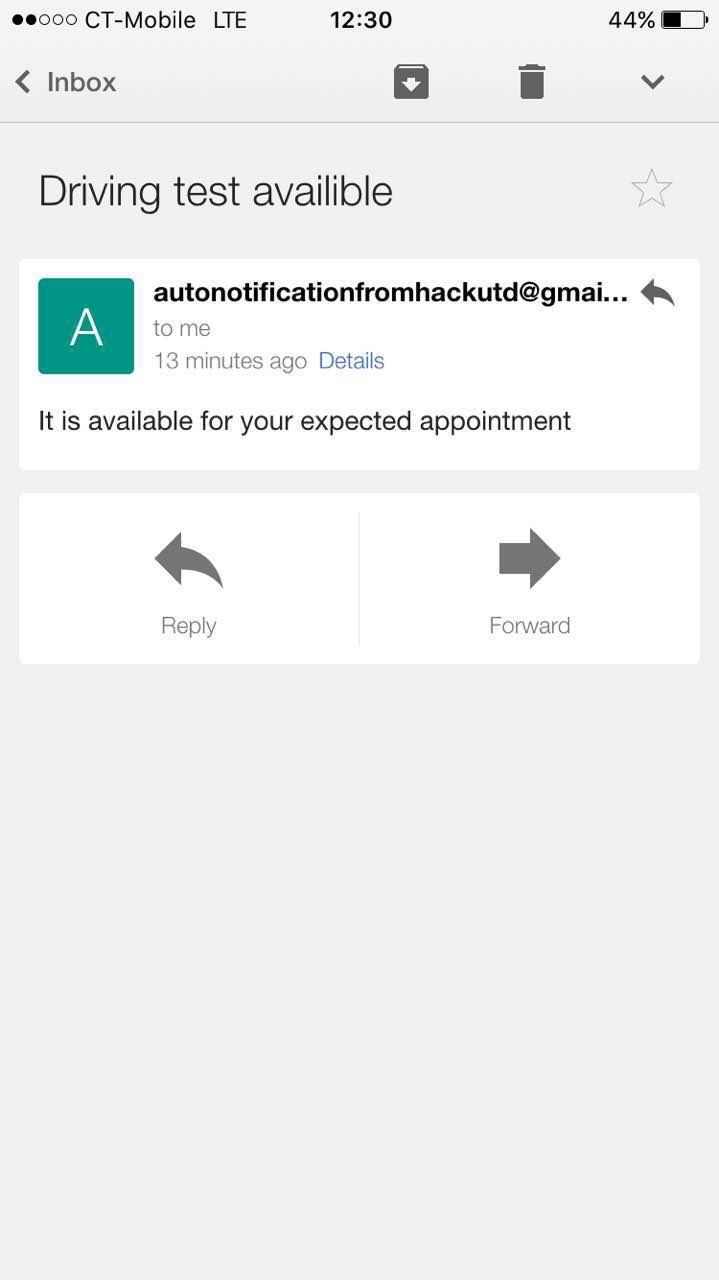 CT-Mobile LTE 12:30 44%
Inbox
Driving test availible
A
autonotificationfromhackutd@gmai...
to me
13 minutes ago Details
It is available for your expected appointment
Reply Forward